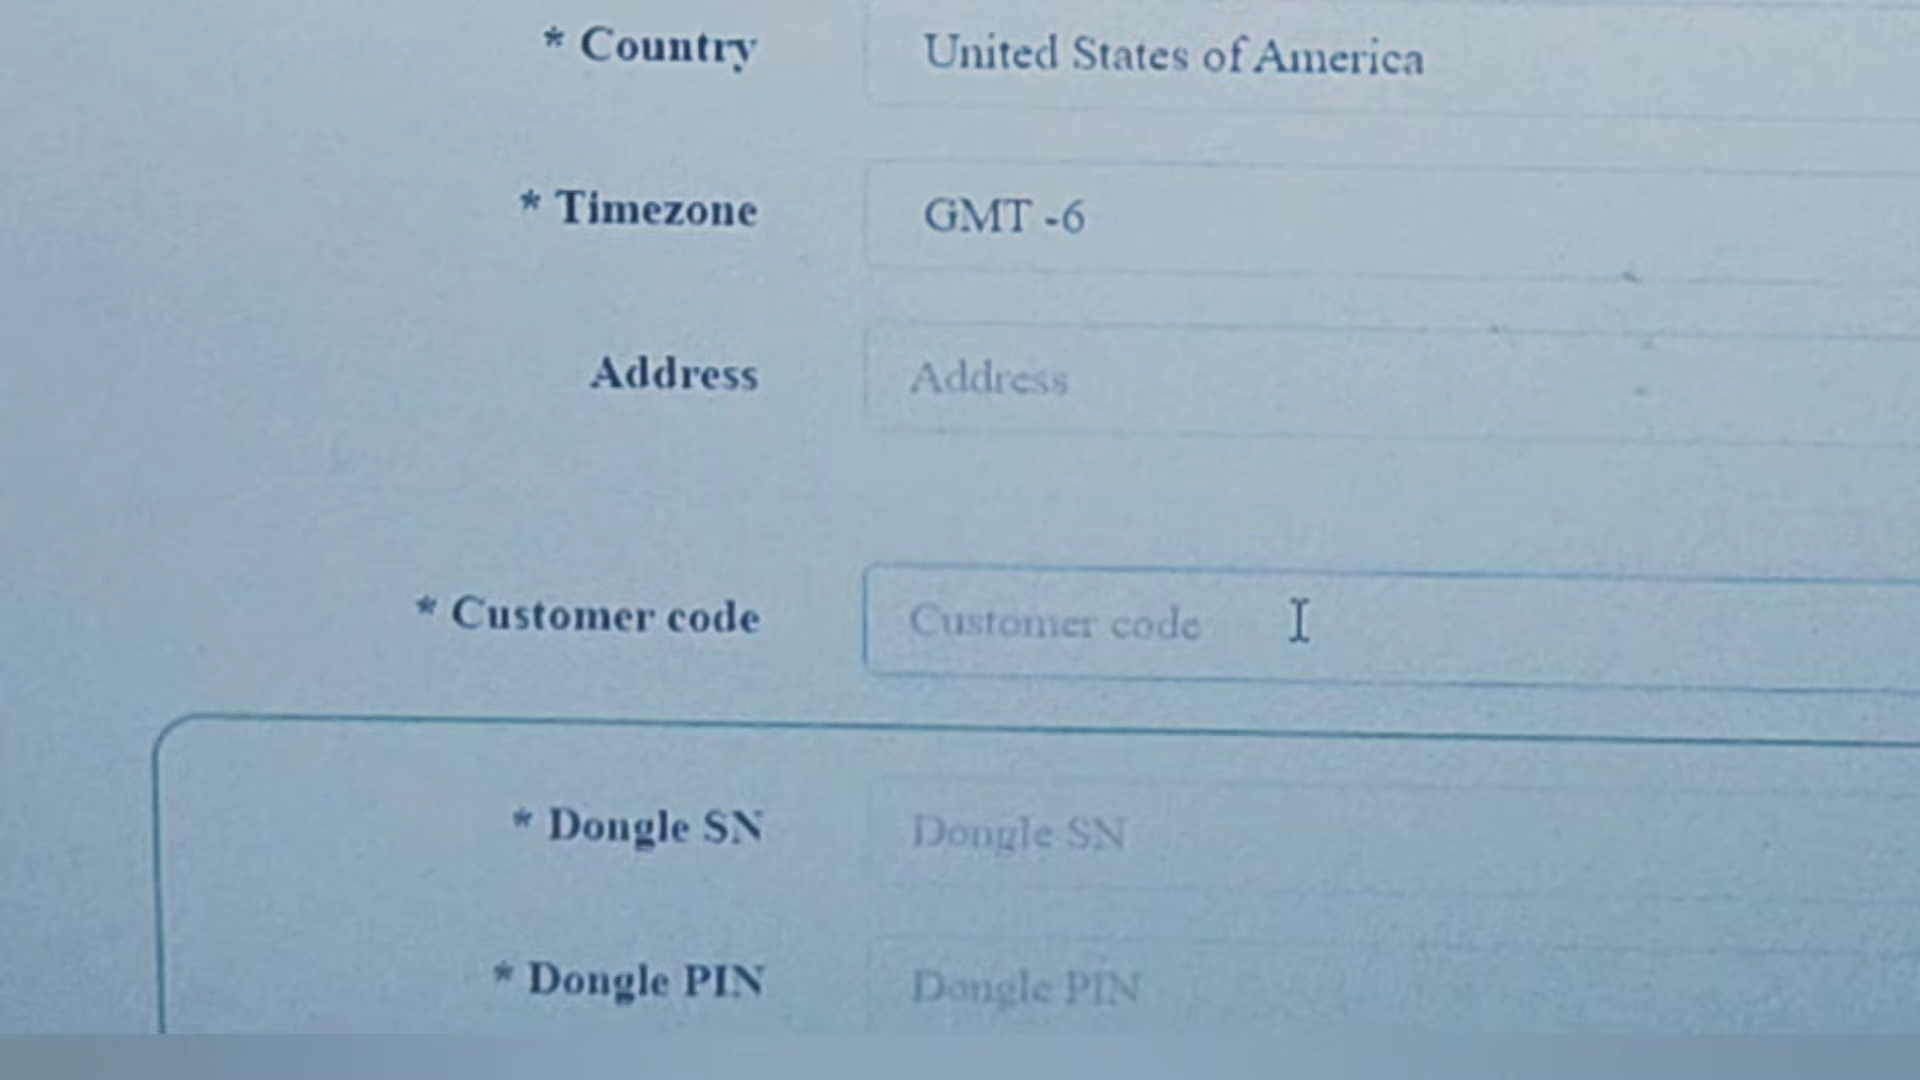 * Country United States of America
* Timezone GMT -6
Address Address
* Customer code Customer code
* Dongle SN Dongle SN
* Dongle PIN Dongle PIN